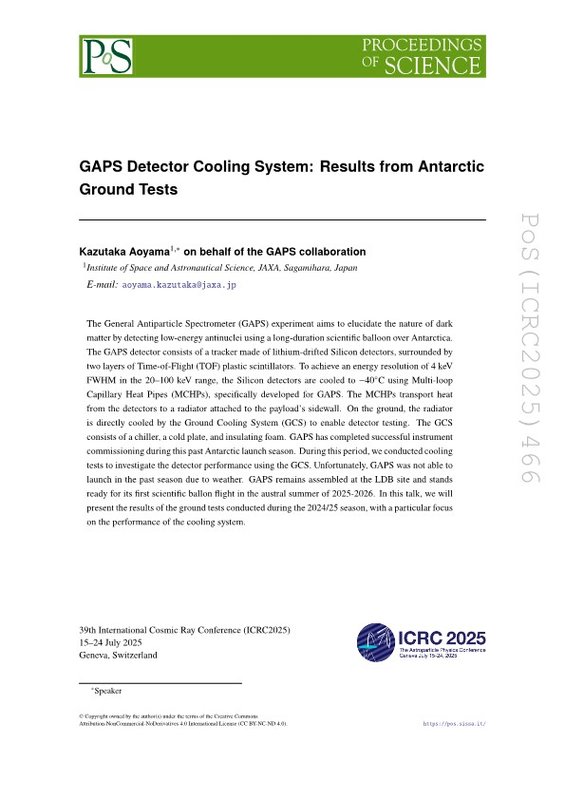 PoS
PROCEEDINGS
OF SCIENCE
GAPS Detector Cooling System: Results from Antarctic
Ground Tests
Kazutaka Aoyama1,∗ on behalf of the GAPS collaboration
1Institute of Space and Astronautical Science, JAXA, Sagamihara, Japan
E-mail: aoyama.kazutaka@jaxa.jp
The General Antiparticle Spectrometer (GAPS) experiment aims to elucidate the nature of dark
matter by detecting low-energy antinuclei using a long-duration scientific balloon over Antarctica.
The GAPS detector consists of a tracker made of lithium-drifted Silicon detectors, surrounded by
two layers of Time-of-Flight (TOF) plastic scintillators. To achieve an energy resolution of 4 keV
FWHM in the 20–100 keV range, the Silicon detectors are cooled to −40°C using Multi-loop
Capillary Heat Pipes (MCHPs), specifically developed for GAPS. The MCHPs transport heat
from the detectors to a radiator attached to the payload's sidewall. On the ground, the radiator
is directly cooled by the Ground Cooling System (GCS) to enable detector testing. The GCS
consists of a chiller, a cold plate, and insulating foam. GAPS has completed successful instrument
commissioning during this past Antarctic launch season. During this period, we conducted cooling
tests to investigate the detector performance using the GCS. Unfortunately, GAPS was not able to
launch in the past season due to weather. GAPS remains assembled at the LDB site and stands
ready for its first scientific ballon flight in the austral summer of 2025-2026. In this talk, we will
present the results of the ground tests conducted during the 2024/25 season, with a particular focus
on the performance of the cooling system.
PoS(ICRC2025)466
39th International Cosmic Ray Conference (ICRC2025)
15–24 July 2025
Geneva, Switzerland
ICRC 2025
The Astroparticle Physics Conference
Geneva July 15-24, 2025
∗Speaker
© Copyright owned by the author(s) under the terms of the Creative Commons
Attribution-NonCommercial-NoDerivatives 4.0 International License (CC BY-NC-ND 4.0).
https://pos.sissa.it/